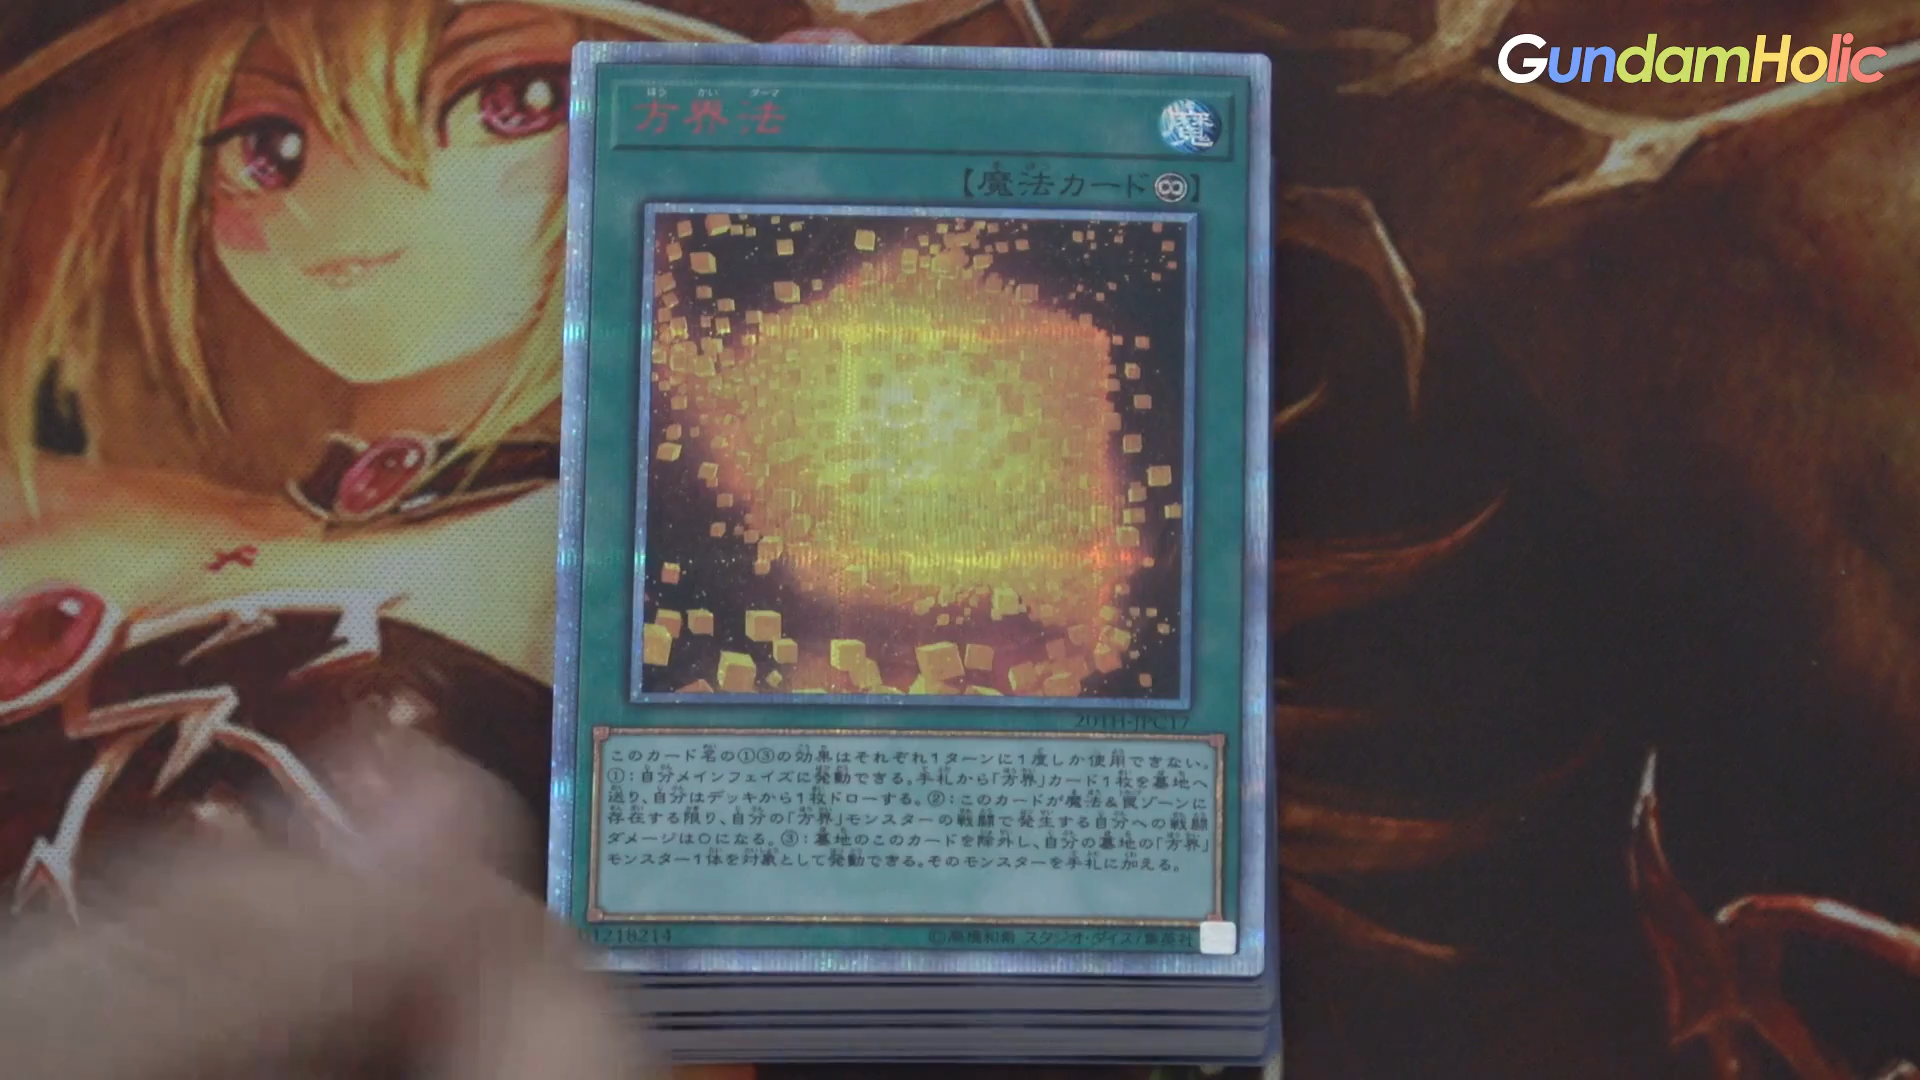 GundamHolic
方界法
【魔法カード∞】
20TH-JPC17
このカード名の①③の効果はそれぞれ1ターンに1度しか使用できない。
①:自分メインフェイズに発動できる。手札から「方界」カード1枚を墓地へ
送り、自分はデッキから1枚ドローする。②:このカードが魔法&罠ゾーンに
存在する限り、自分の「方界」モンスターの戦闘で発生する自分への戦闘
ダメージは0になる。③:墓地のこのカードを除外し、自分の墓地の「方界」
モンスター1体を対象として発動できる。そのモンスターを手札に加える。
1218214
©高橋和希 スタジオ・ダイス/集英社